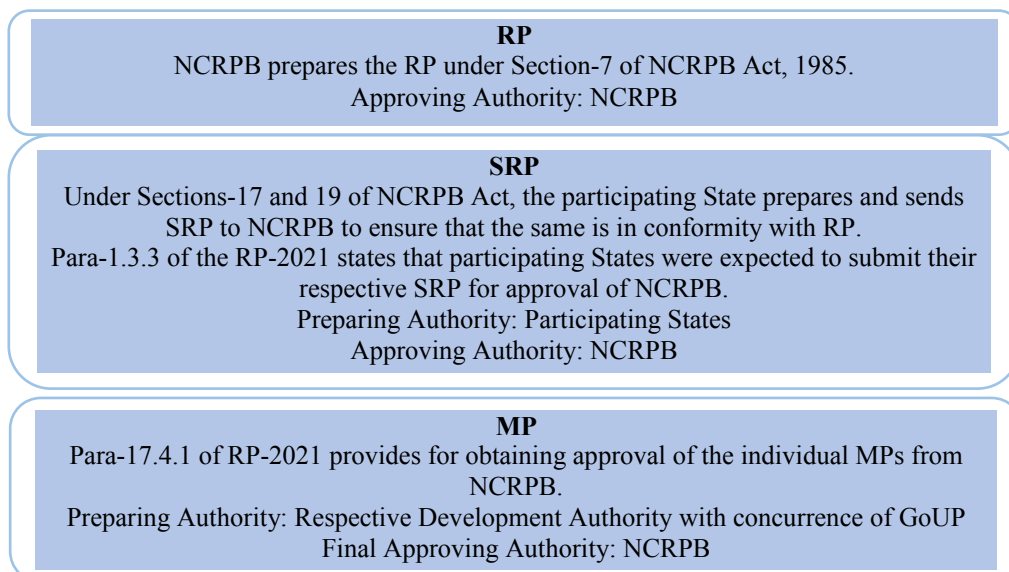 RP
NCRPB prepares the RP under Section-7 of NCRPB Act, 1985.
Approving Authority: NCRPB
SRP
Under Sections-17 and 19 of NCRPB Act, the participating State prepares and sends
SRP to NCRPB to ensure that the same is in conformity with RP.
Para-1.3.3 of the RP-2021 states that participating States were expected to submit their
respective SRP for approval of NCRPB.
Preparing Authority: Participating States
Approving Authority: NCRPB
MP
Para-17.4.1 of RP-2021 provides for obtaining approval of the individual MPs from
NCRPB.
Preparing Authority: Respective Development Authority with concurrence of GoUP
Final Approving Authority: NCRPB